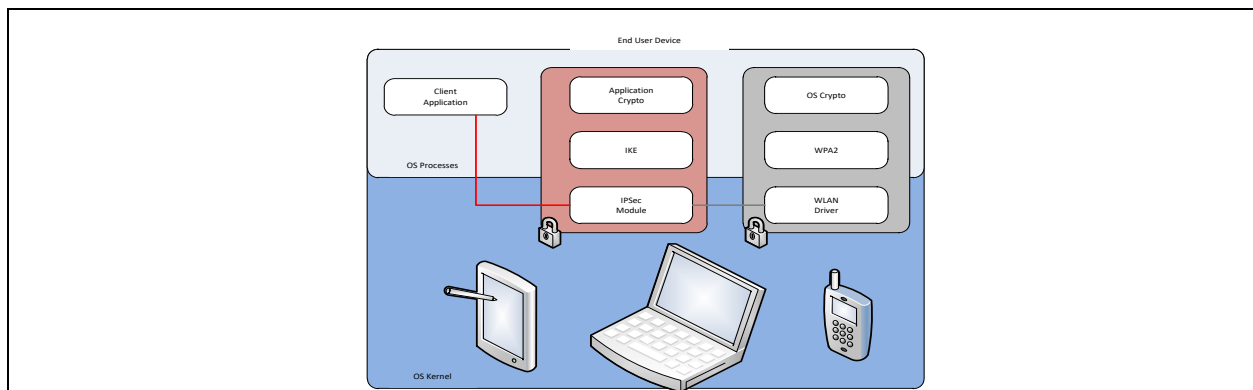 End User Device
Client
Application
Application
Crypto
OS Crypto
IKE
WPA2
OS Processes
IPSec
Module
WLAN
Driver
OS Kernel